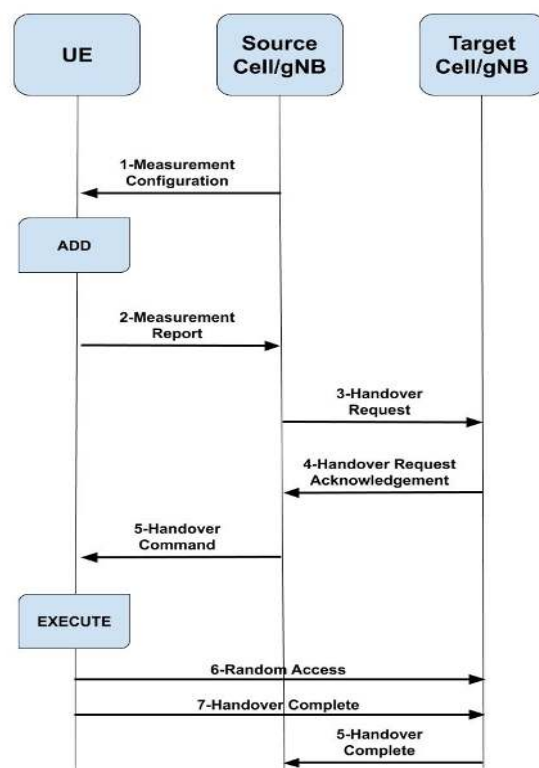 UE
Source
Cell/gNB
Target
Cell/gNB
1-Measurement
Configuration
ADD
2-Measurement
Report
3-Handover
Request
4-Handover Request
Acknowledgement
5-Handover
Command
EXECUTE
6-Random Access
7-Handover Complete
5-Handover
Complete